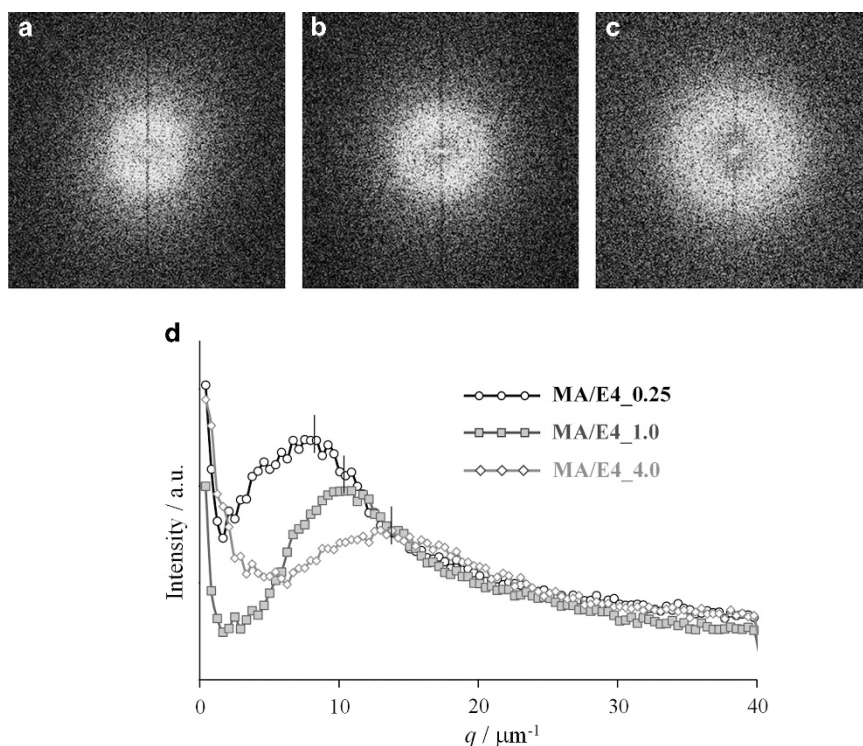 a b c
d
MA/E4_0.25
MA/E4_1.0
MA/E4_4.0
Intensity / a.u.
0 10 20 30 40
q / μm⁻¹